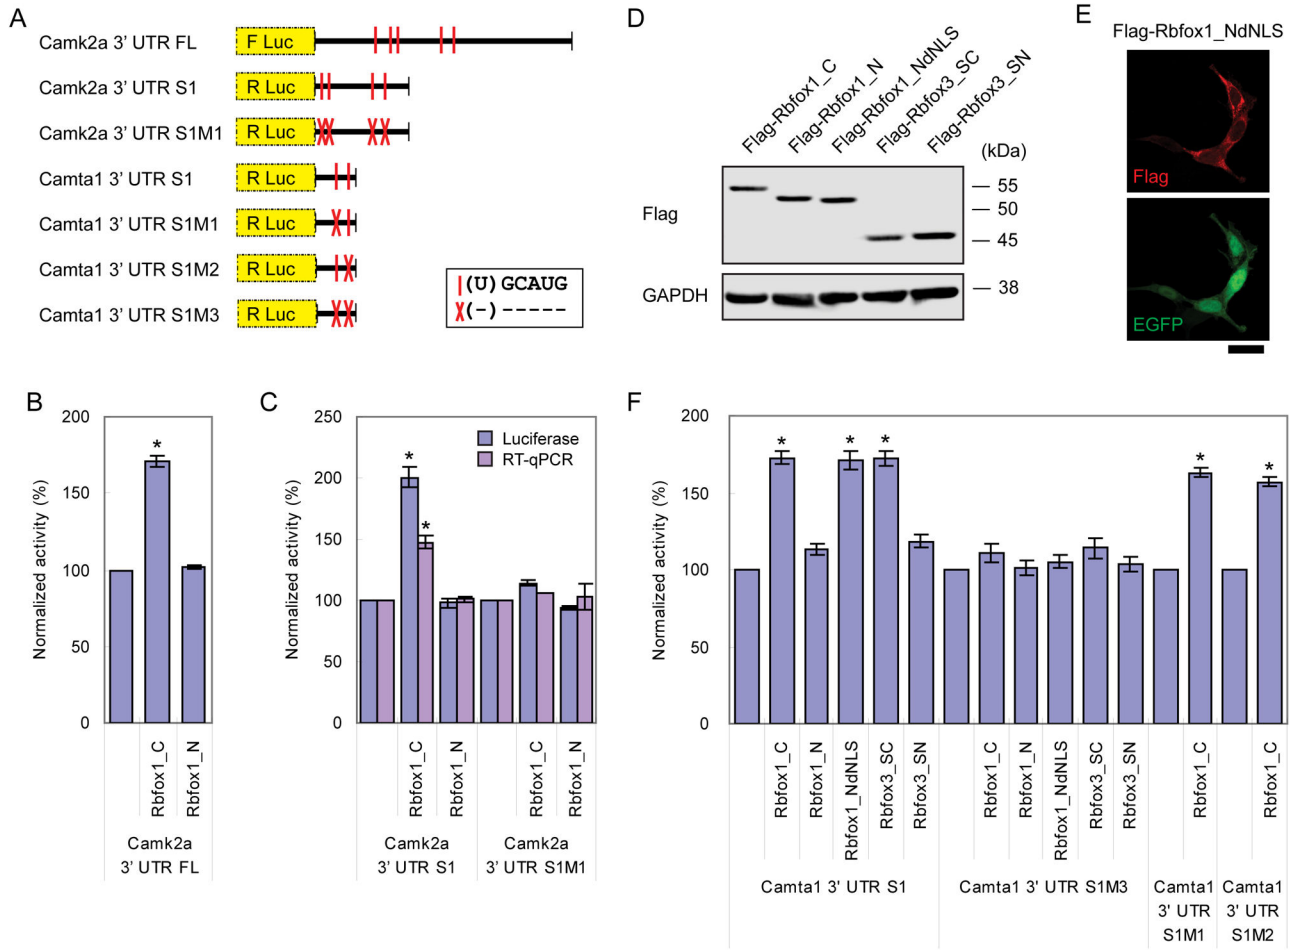 A
Camk2a 3' UTR FL
F Luc
Camk2a 3' UTR S1
R Luc
Camk2a 3' UTR S1M1
R Luc
Camta1 3' UTR S1
R Luc
Camta1 3' UTR S1M1
R Luc
Camta1 3' UTR S1M2
R Luc
Camta1 3' UTR S1M3
R Luc
(U)GCAUG
(-)-----
D
Flag-Rbfox1_C
Flag-Rbfox1_N
Flag-Rbfox1_NdNLS
Flag-Rbfox3_SC
Flag-Rbfox3_SN
(kDa)
Flag
55
50
45
GAPDH
38
E
Flag-Rbfox1_NdNLS
Flag
EGFP
B
Normalized activity (%)
200
150
100
50
0
*
Rbfox1_C
Rbfox1_N
Camk2a
3' UTR FL
C
Normalized activity (%)
250
200
150
100
50
0
Luciferase
RT-qPCR
*
*
Rbfox1_C
Rbfox1_N
Rbfox1_C
Rbfox1_N
Camk2a
3' UTR S1
Camk2a
3' UTR S1M1
F
Normalized activity (%)
200
150
100
50
0
*
*
*
*
*
Rbfox1_C
Rbfox1_N
Rbfox1_NdNLS
Rbfox3_SC
Rbfox3_SN
Rbfox1_C
Rbfox1_N
Rbfox1_NdNLS
Rbfox3_SC
Rbfox3_SN
Rbfox1_C
Rbfox1_C
Camta1 3' UTR S1
Camta1 3' UTR S1M3
Camta1
3' UTR
S1M1
Camta1
3' UTR
S1M2